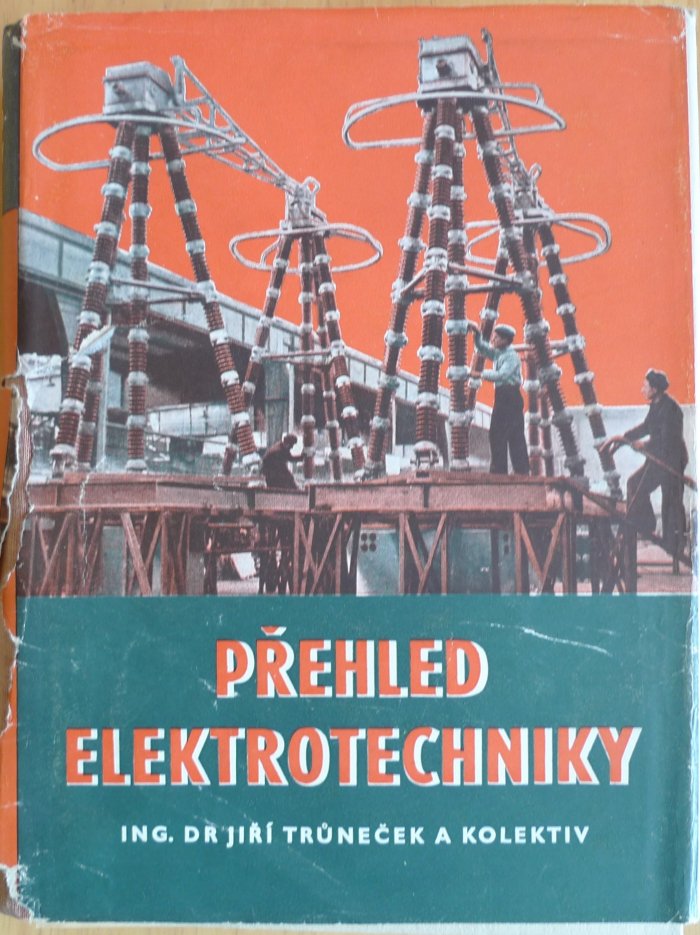 PŘEHLED
ELEKTROTECHNIKY
ING. DR JIŘÍ TRŮNEČEK A KOLEKTIV